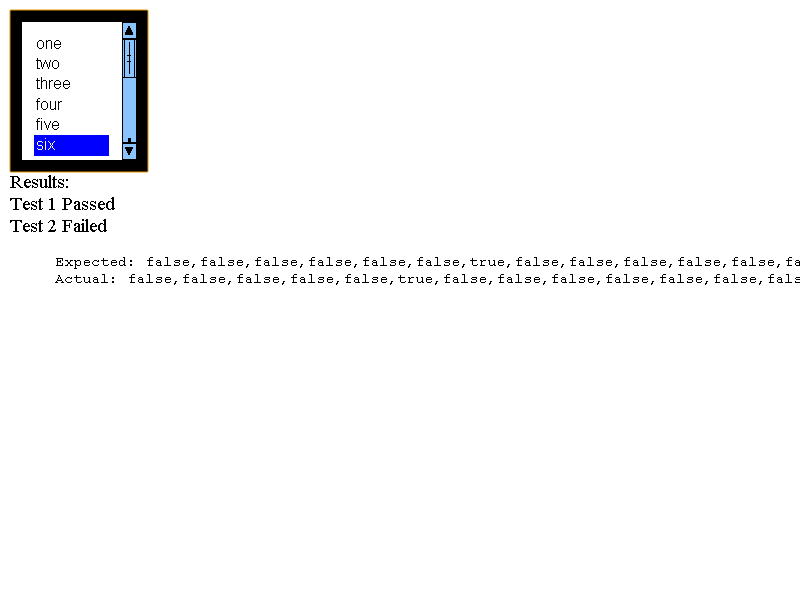 one
two
three
four
five
six
Results:
Test 1 Passed
Test 2 Failed
Expected: false,false,false,false,false,false,true,false,false,false,false,false,fa
Actual: false,false,false,false,false,true,false,false,false,false,false,false,fals